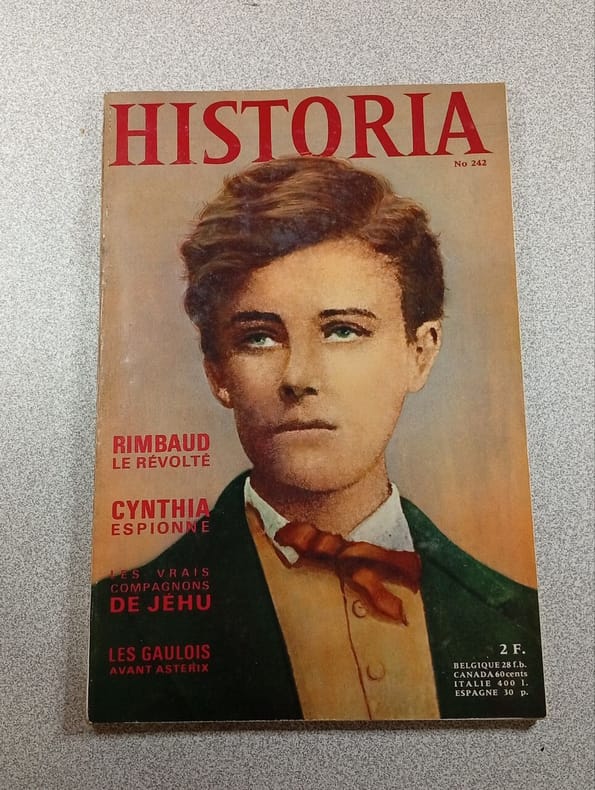 HISTORIA
No 242
RIMBAUD
LE RÉVOLTÉ
CYNTHIA
ESPIONNE
LES VRAIS
COMPAGNONS
DE JÉHU
LES GAULOIS
AVANT ASTERIX
2 F.
BELGIQUE 28 f.b.
CANADA 60 cents
ITALIE 400 l.
ESPAGNE 30 p.